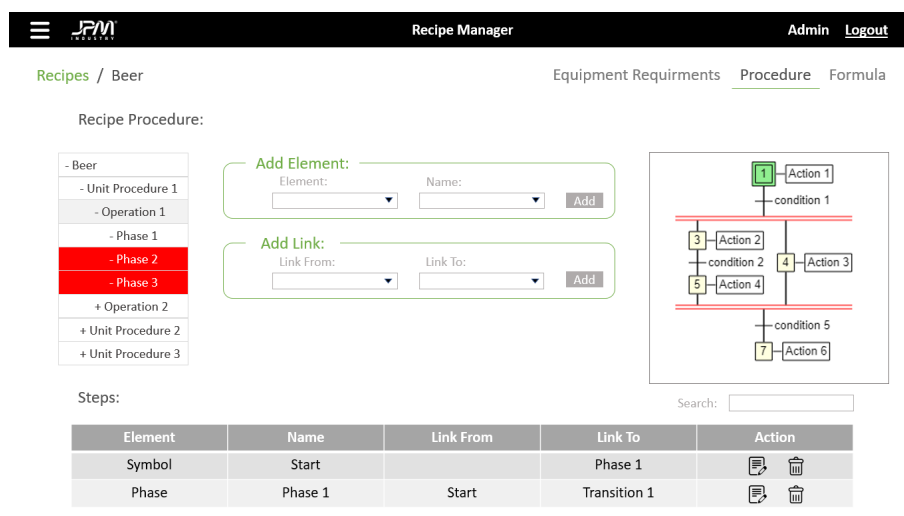 JPM INDUSTRY Recipe Manager Admin Logout
Recipes / Beer Equipment Requirments Procedure Formula
Recipe Procedure:
- Beer
- Unit Procedure 1
- Operation 1
- Phase 1
- Phase 2
- Phase 3
+ Operation 2
+ Unit Procedure 2
+ Unit Procedure 3
Add Element:
Element: Name:
Add
Add Link:
Link From: Link To:
Add
1 Action 1
condition 1
3 Action 2
condition 2 4 Action 3
5 Action 4
condition 5
7 Action 6
Steps:
Search:
Element Name Link From Link To Action
Symbol Start Phase 1
Phase Phase 1 Start Transition 1